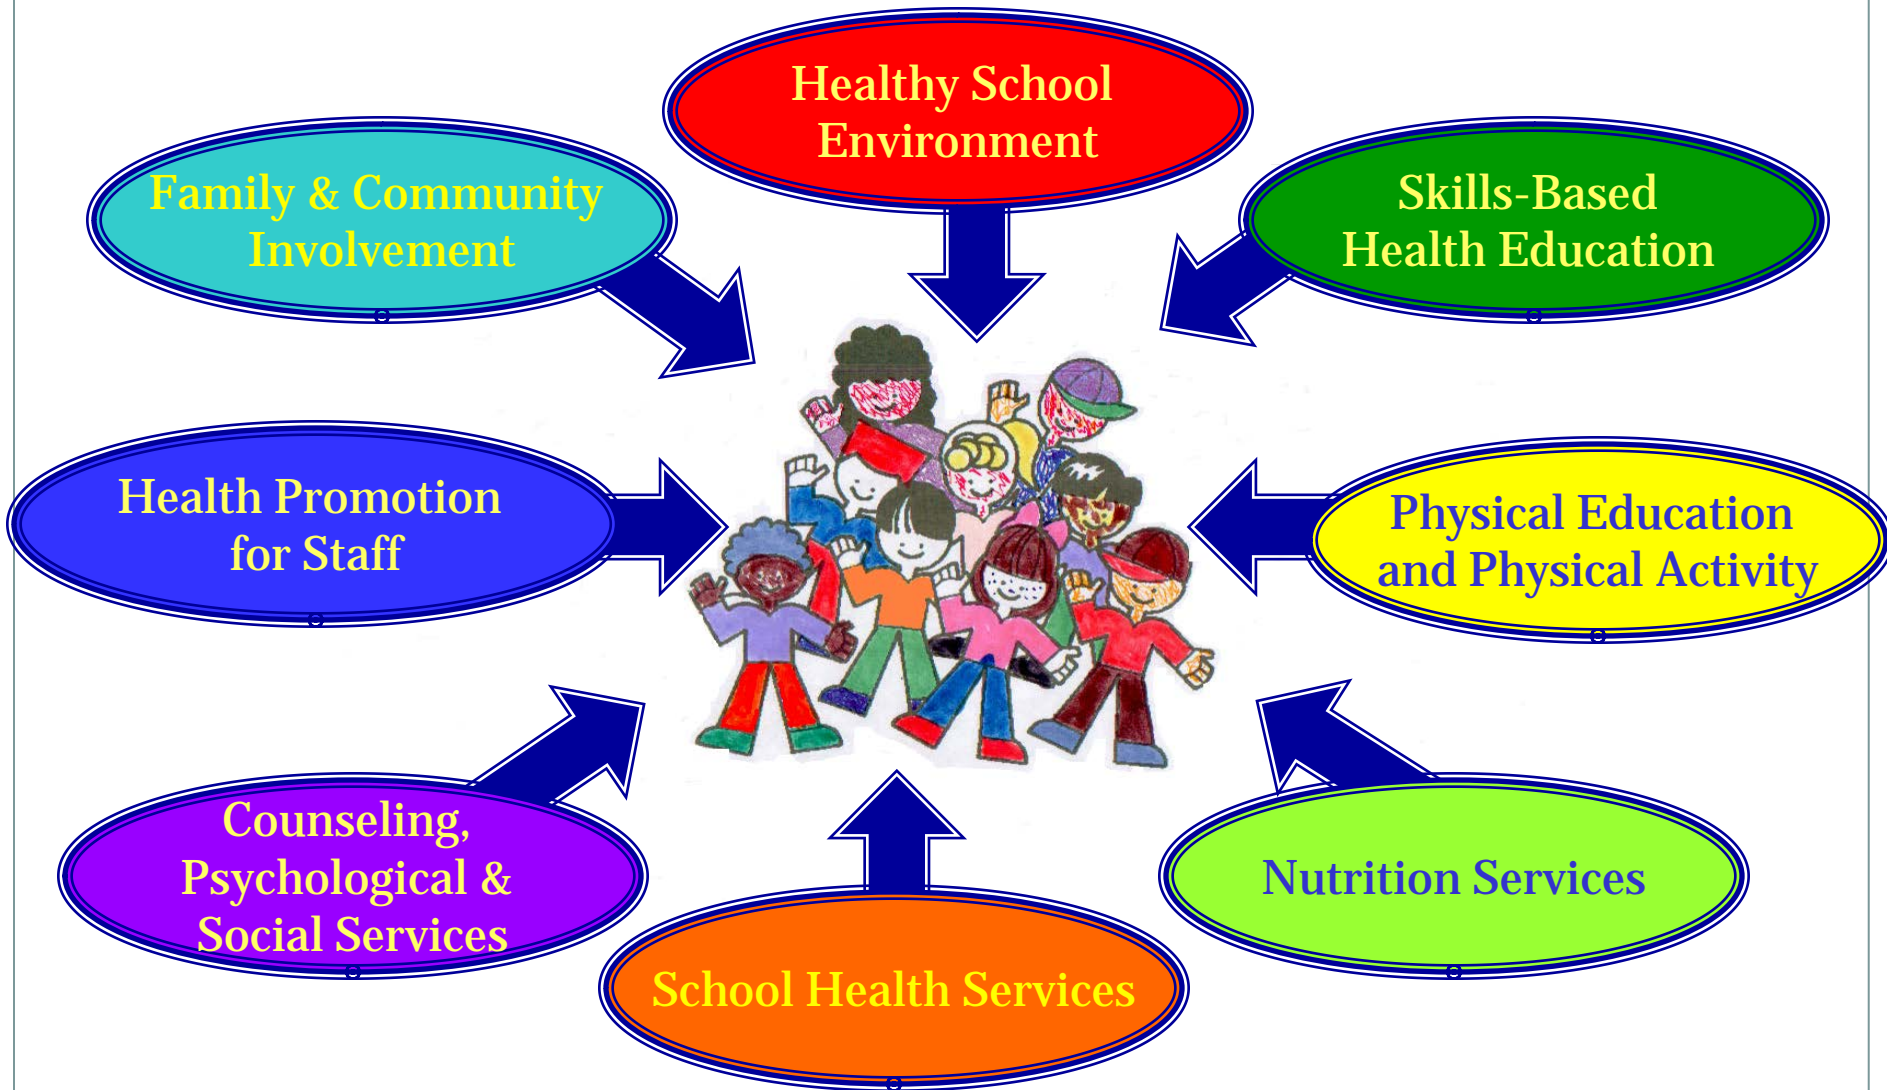 Healthy School
Environment
Family & Community
Involvement
Skills-Based
Health Education
Health Promotion
for Staff
Physical Education
and Physical Activity
Counseling,
Psychological &
Social Services
Nutrition Services
School Health Services